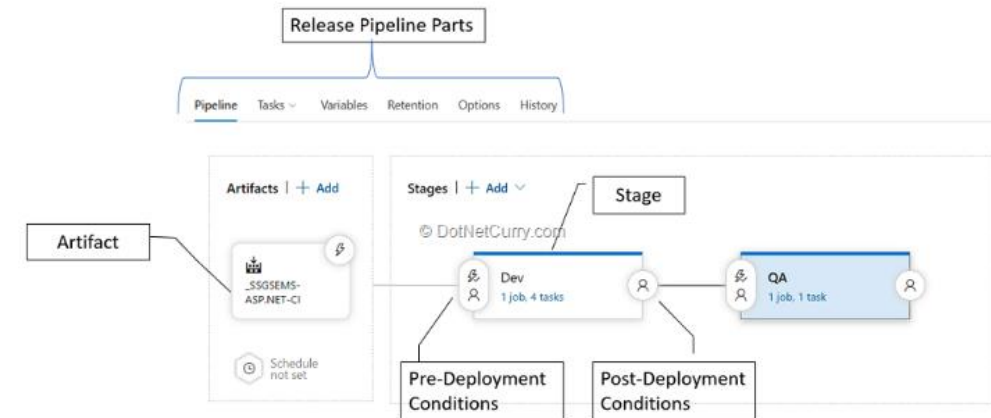 Release Pipeline Parts
Pipeline Tasks Variables Retention Options History
Artifacts | + Add
Stages | + Add
Stage
© DotNetCurry.com
Artifact
_SSGSEMS-
ASP.NET-CI
Dev
1 job, 4 tasks
QA
1 job, 1 task
Schedule
not set
Pre-Deployment
Conditions
Post-Deployment
Conditions